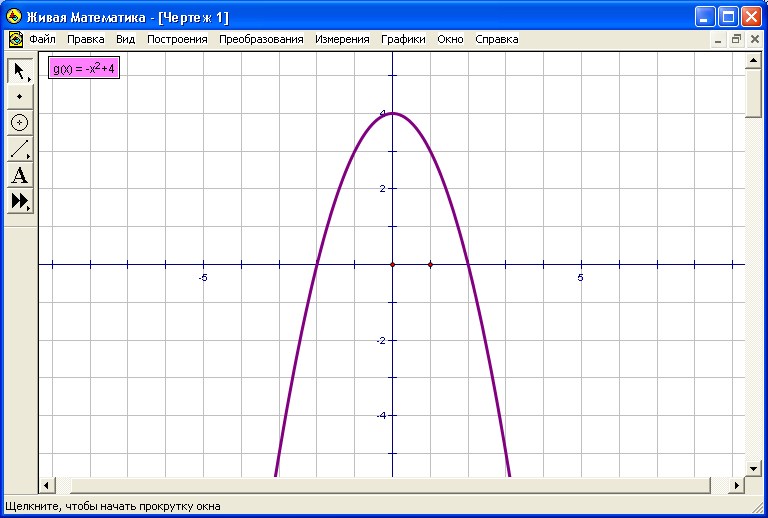 Живая Математика - [Чертеж 1]
Файл Правка Вид Построения Преобразования Измерения Графики Окно Справка
g(x) = -x²+4
A
4
2
-5 5
-2
-4
Щелкните, чтобы начать прокрутку окна